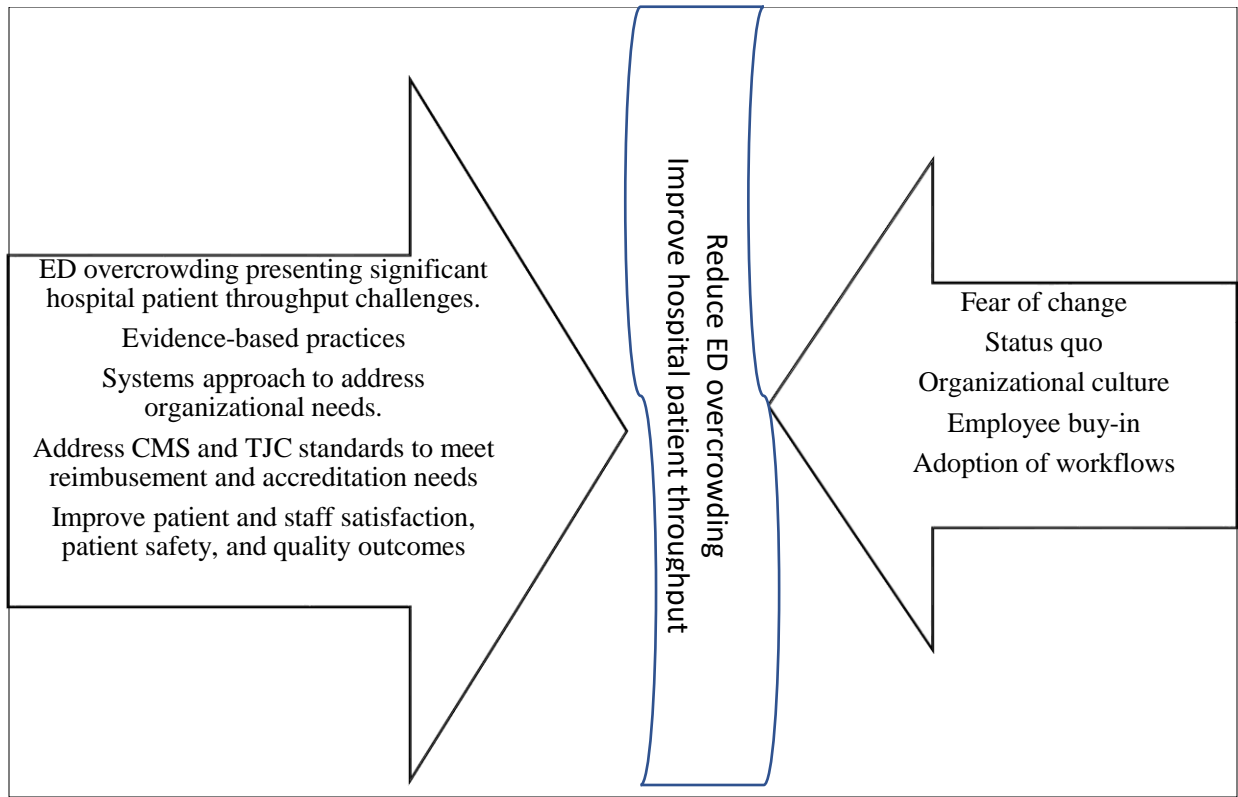 ED overcrowding presenting significant
hospital patient throughput challenges.
Evidence-based practices
Systems approach to address
organizational needs.
Address CMS and TJC standards to meet
reimbusement and accreditation needs
Improve patient and staff satisfaction,
patient safety, and quality outcomes
Reduce ED overcrowding
Improve hospital patient throughput
Fear of change
Status quo
Organizational culture
Employee buy-in
Adoption of workflows